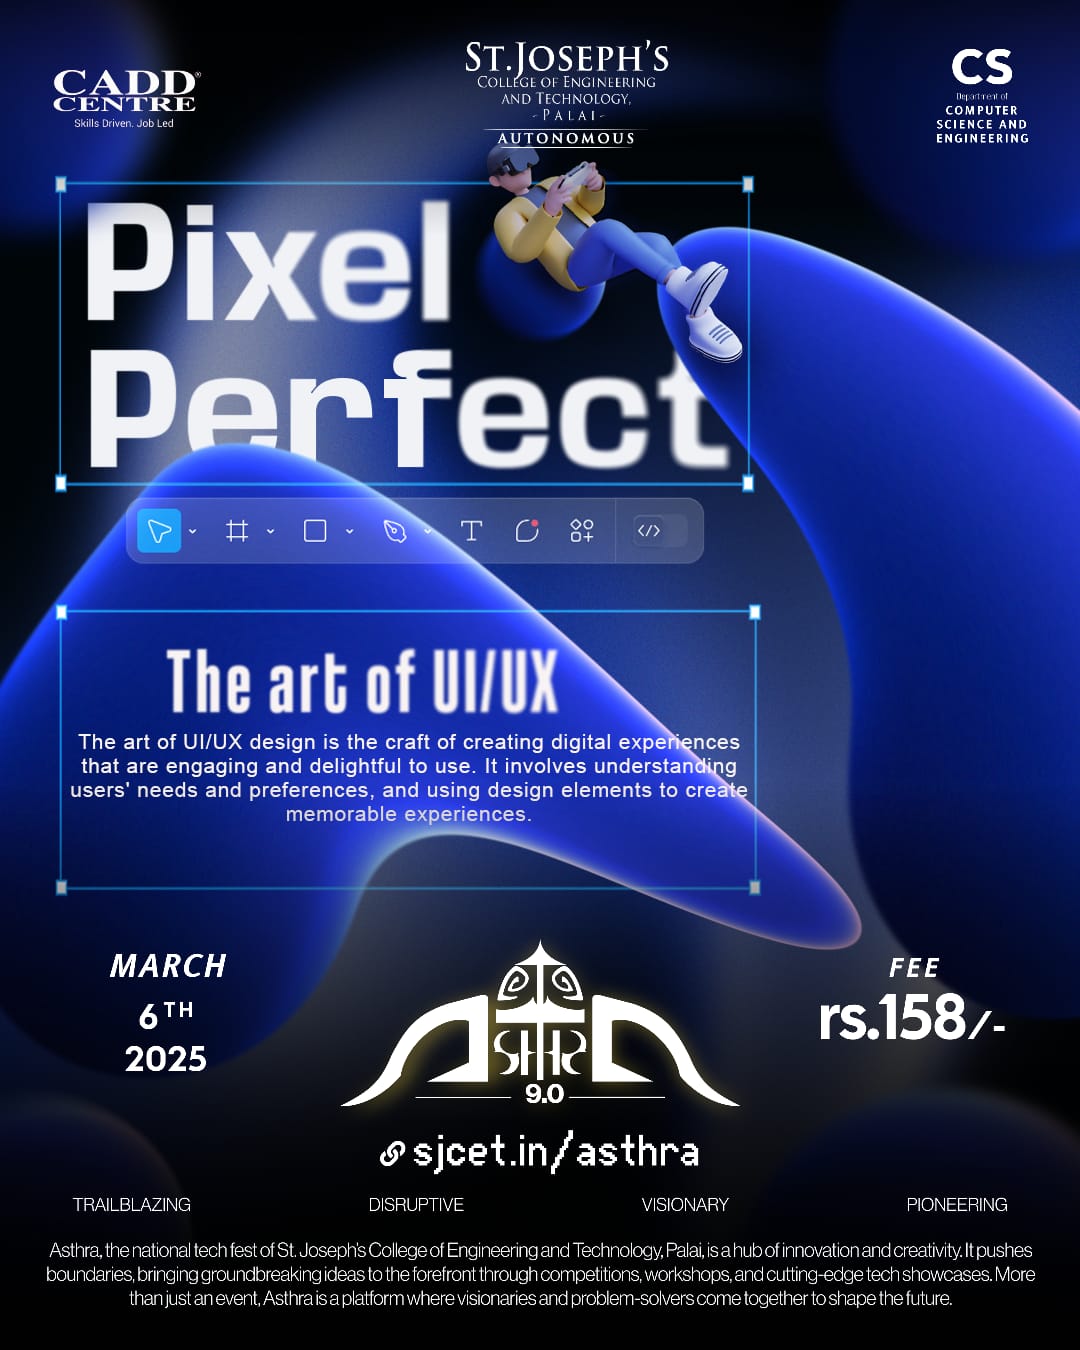 CADD®
CENTRE
Skills Driven. Job Led
ST.JOSEPH'S
COLLEGE OF ENGINEERING
AND TECHNOLOGY,
- PALAI -
AUTONOMOUS
CS
Department of
COMPUTER
SCIENCE AND
ENGINEERING
Pixel
Perfect
T
</>
The art of UI/UX
The art of UI/UX design is the craft of creating digital experiences
that are engaging and delightful to use. It involves understanding
users' needs and preferences, and using design elements to create
memorable experiences.
MARCH
6TH
2025
ASTHRA
9.0
FEE
rs.158/-
sjcet.in/asthra
TRAILBLAZING DISRUPTIVE VISIONARY PIONEERING
Asthra, the national tech fest of St. Joseph's College of Engineering and Technology, Palai, is a hub of innovation and creativity. It pushes
boundaries, bringing groundbreaking ideas to the forefront through competitions, workshops, and cutting-edge tech showcases. More
than just an event, Asthra is a platform where visionaries and problem-solvers come together to shape the future.